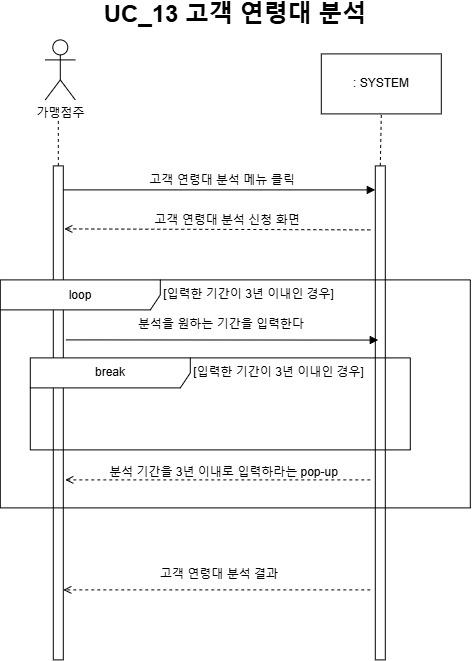 UC_13 고객 연령대 분석
가맹점주
: SYSTEM
고객 연령대 분석 메뉴 클릭
고객 연령대 분석 신청 화면
loop
[입력한 기간이 3년 이내인 경우]
분석을 원하는 기간을 입력한다
break
[입력한 기간이 3년 이내인 경우]
분석 기간을 3년 이내로 입력하라는 pop-up
고객 연령대 분석 결과